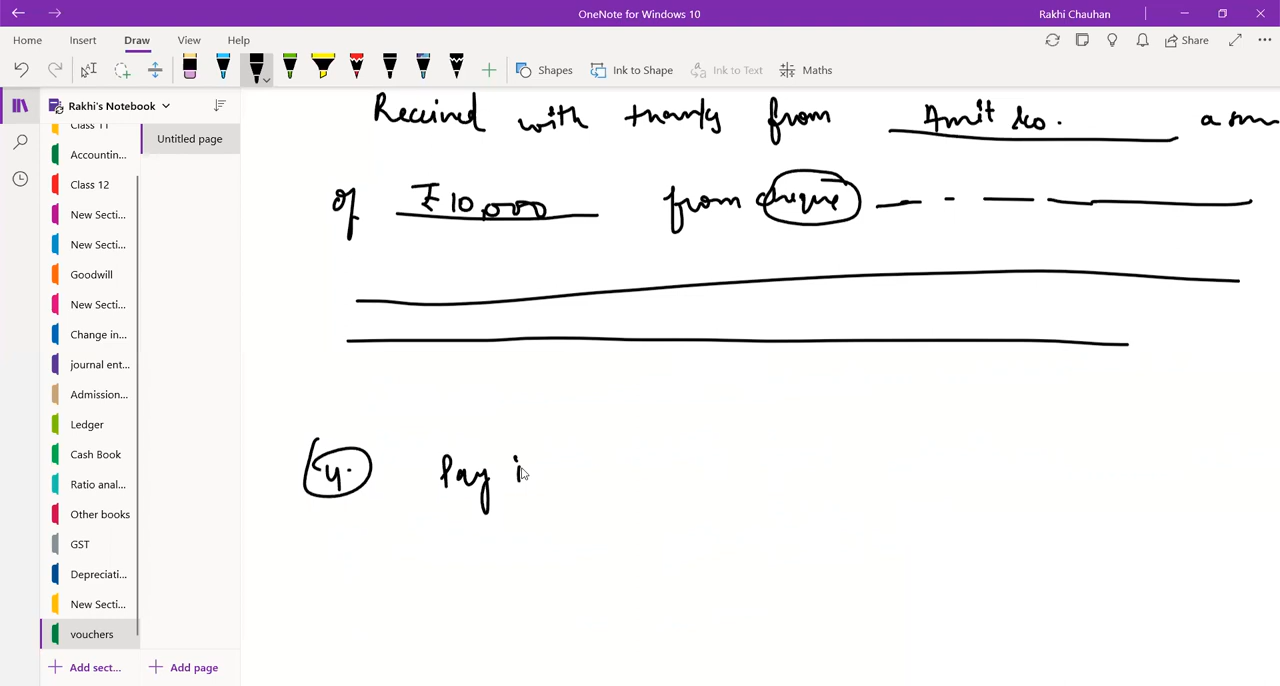 OneNote for Windows 10
Rakhi Chauhan
Home Insert Draw View Help
Share
Shapes Ink to Shape Ink to Text Maths
Rakhi's Notebook
Class 11
Accountin...
Class 12
New Secti...
New Secti...
Goodwill
New Secti...
Change in...
journal ent...
Admission...
Ledger
Cash Book
Ratio anal...
Other books
GST
Depreciati...
New Secti...
vouchers
Add sect...
Untitled page
Add page
Received with thanks from Amit &co. a sum
of ₹10,000 from cheque
4. Pay i